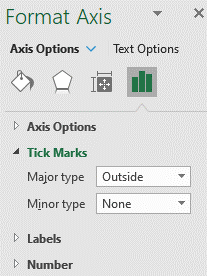 Format Axis
Axis Options Text Options
Axis Options
Tick Marks
Major type Outside
Minor type None
Labels
Number